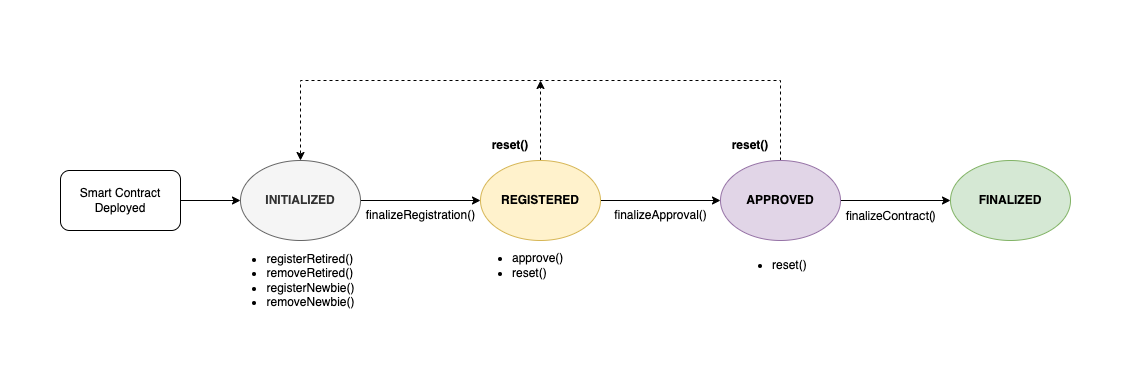 reset()
reset()
Smart Contract
Deployed
INITIALIZED
REGISTERED
APPROVED
FINALIZED
finalizeRegistration()
finalizeApproval()
finalizeContract()
• registerRetired()
• removeRetired()
• registerNewbie()
• removeNewbie()
• approve()
• reset()
• reset()